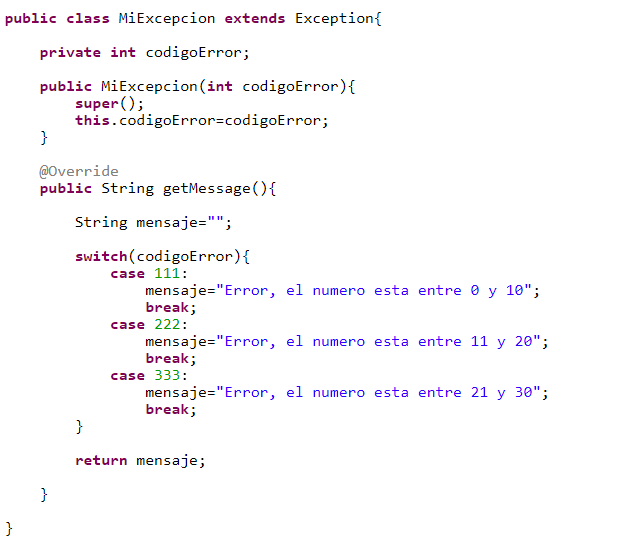 public class MiExcepcion extends Exception{
private int codigoError;
public MiExcepcion(int codigoError){
super();
this.codigoError=codigoError;
}
@Override
public String getMessage(){
String mensaje="";
switch(codigoError){
case 111:
mensaje="Error, el numero esta entre 0 y 10";
break;
case 222:
mensaje="Error, el numero esta entre 11 y 20";
break;
case 333:
mensaje="Error, el numero esta entre 21 y 30";
break;
}
return mensaje;
}
}